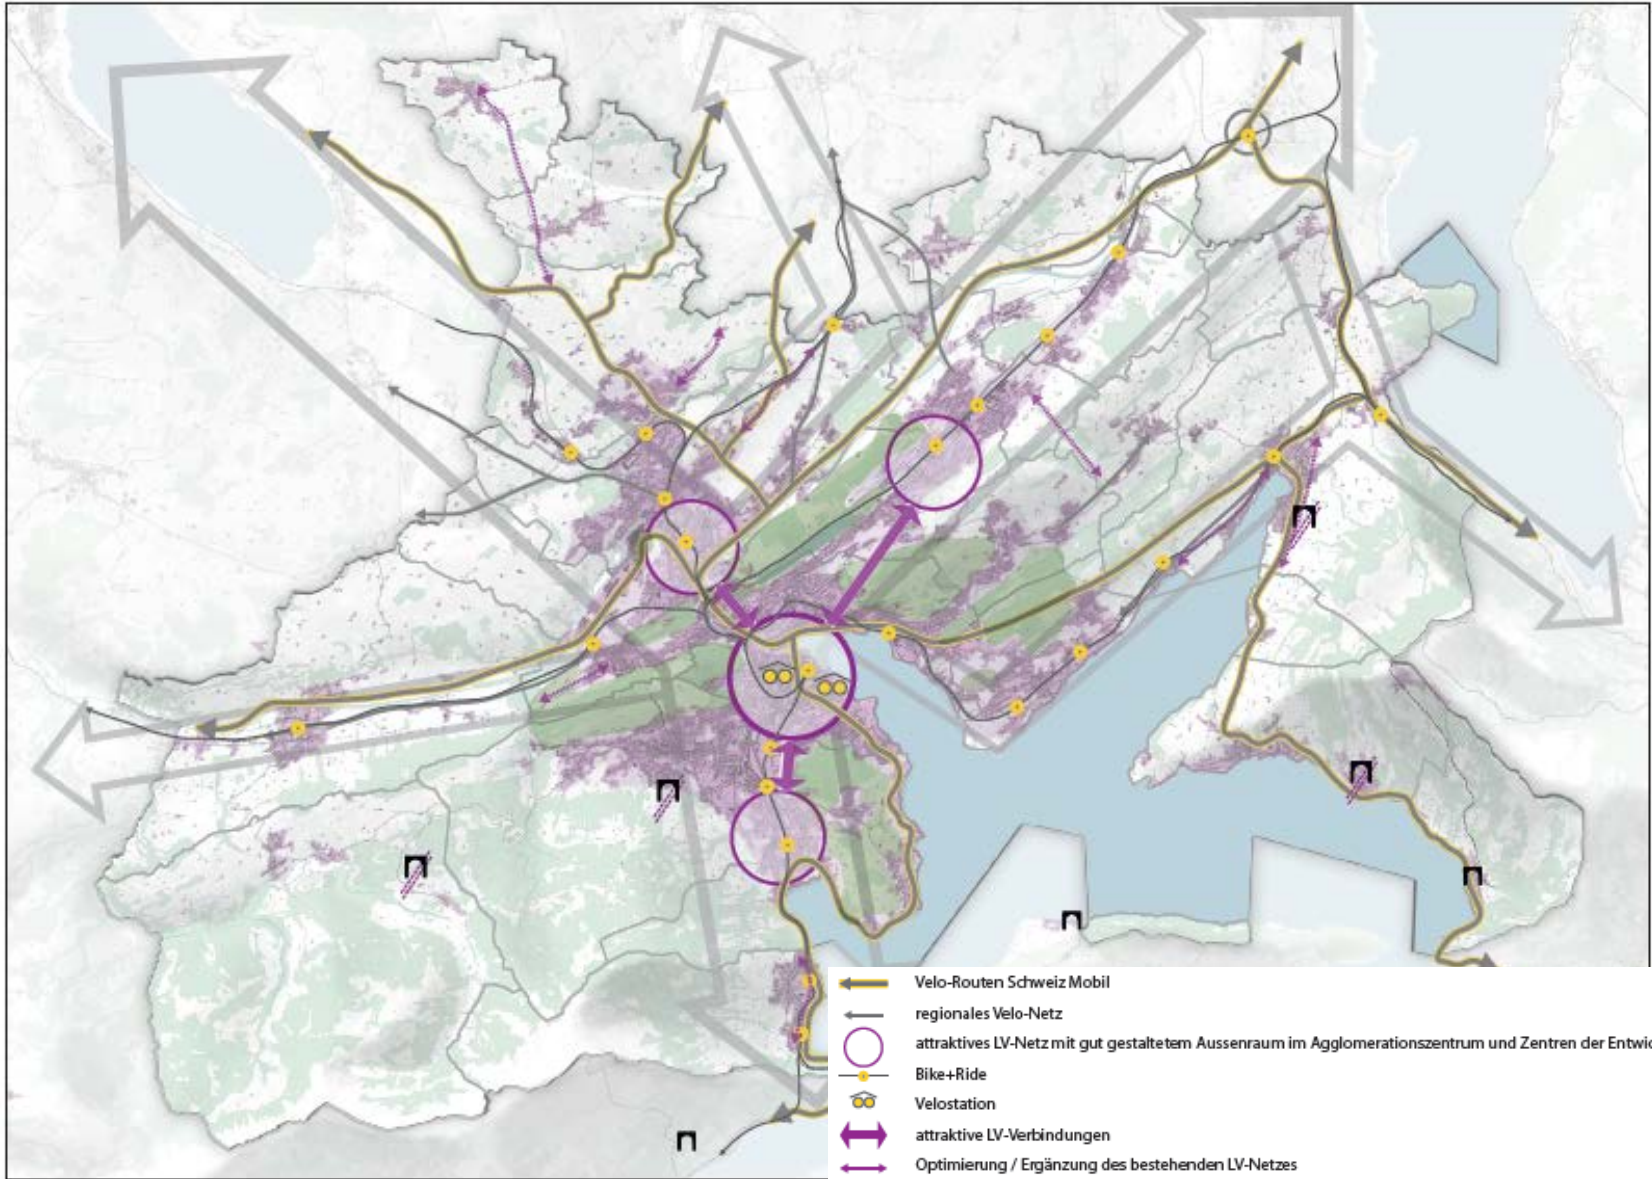 Velo-Routen Schweiz Mobil
regionales Velo-Netz
attraktives LV-Netz mit gut gestaltetem Aussenraum im Agglomerationszentrum und Zentren der Entwic
Bike+Ride
Velostation
attraktive LV-Verbindungen
Optimierung / Ergänzung des bestehenden LV-Netzes